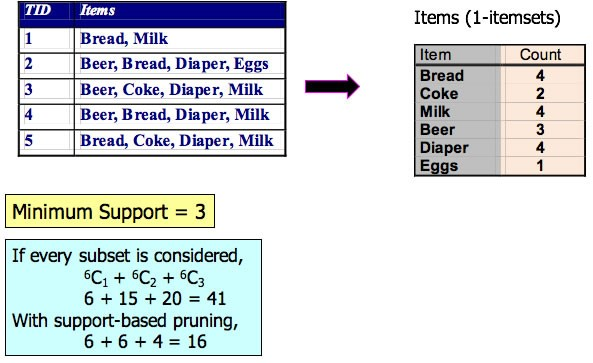 TID Items
1 Bread, Milk
2 Beer, Bread, Diaper, Eggs
3 Beer, Coke, Diaper, Milk
4 Beer, Bread, Diaper, Milk
5 Bread, Coke, Diaper, Milk
Items (1-itemsets)
Item Count
Bread 4
Coke 2
Milk 4
Beer 3
Diaper 4
Eggs 1
Minimum Support = 3
If every subset is considered,
⁶C₁ + ⁶C₂ + ⁶C₃
6 + 15 + 20 = 41
With support-based pruning,
6 + 6 + 4 = 16